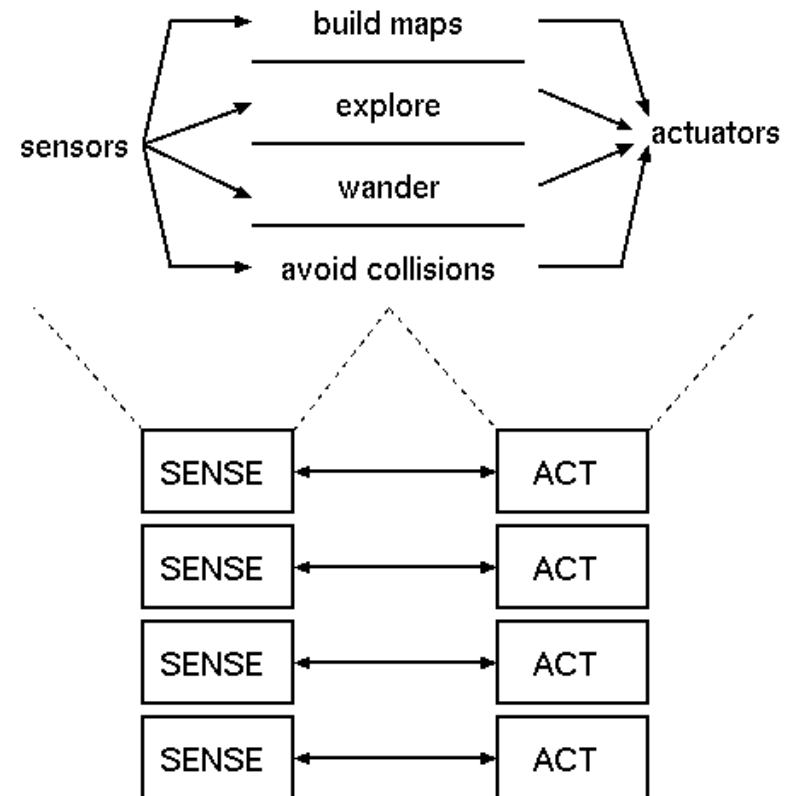 build maps
explore
sensors
actuators
wander
avoid collisions
SENSE ACT
SENSE ACT
SENSE ACT
SENSE ACT